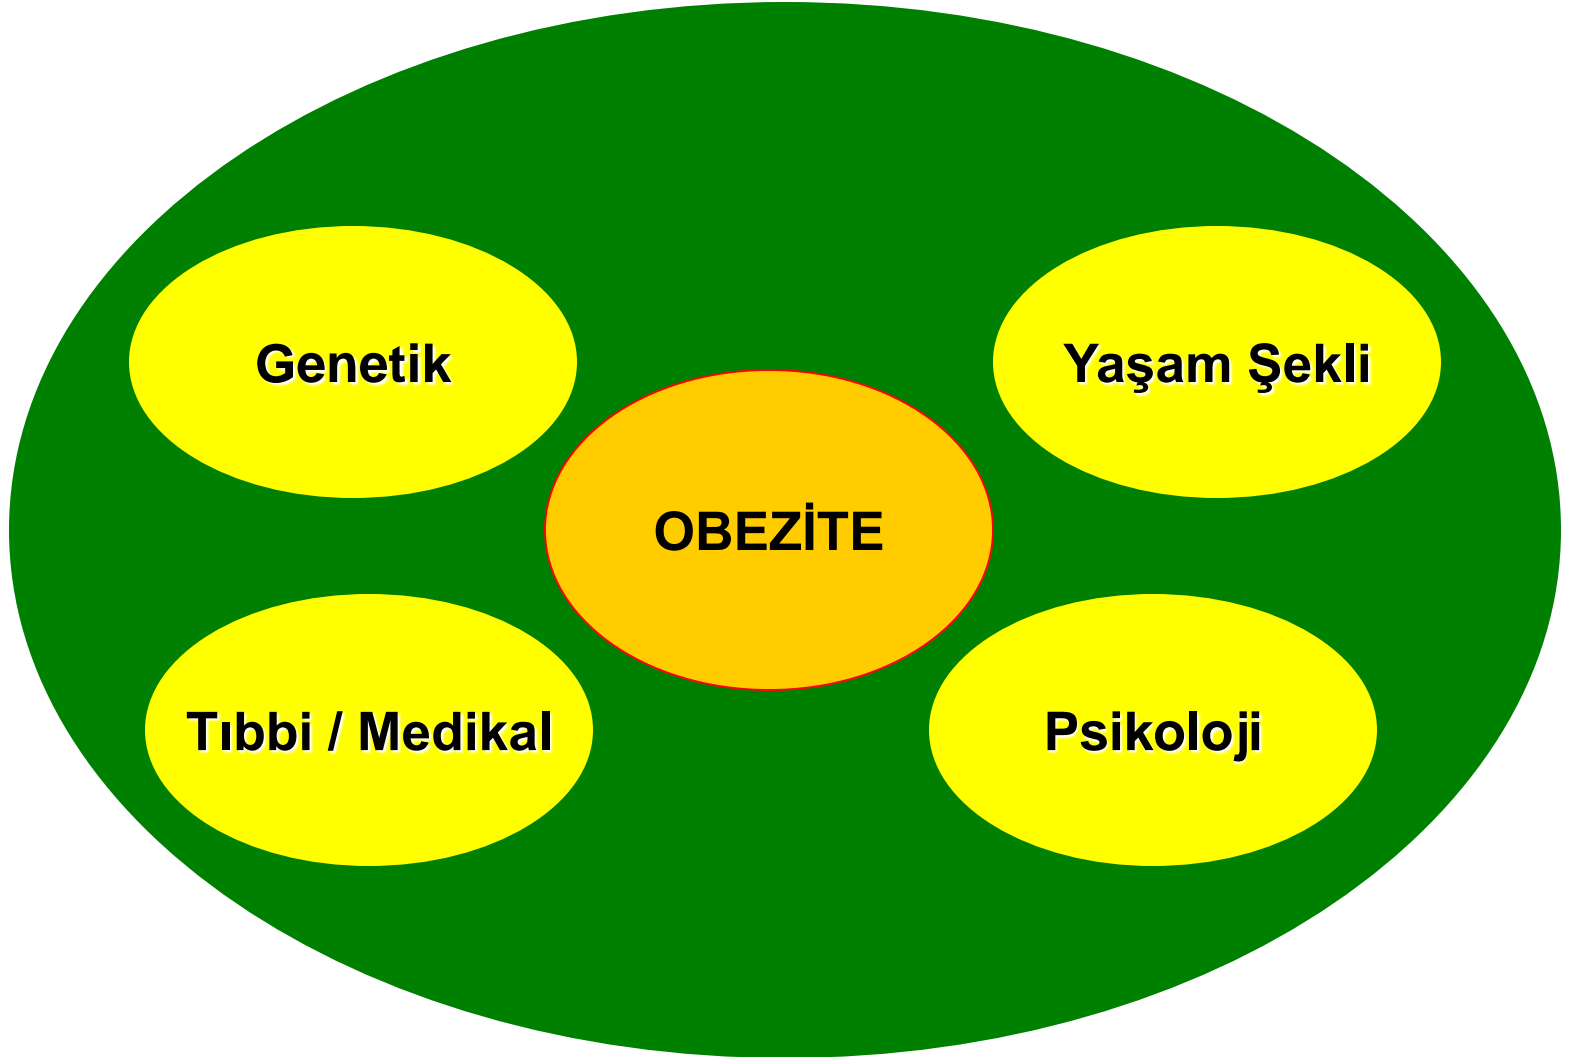 Genetik
Yaşam Şekli
OBEZİTE
Tıbbi / Medikal
Psikoloji